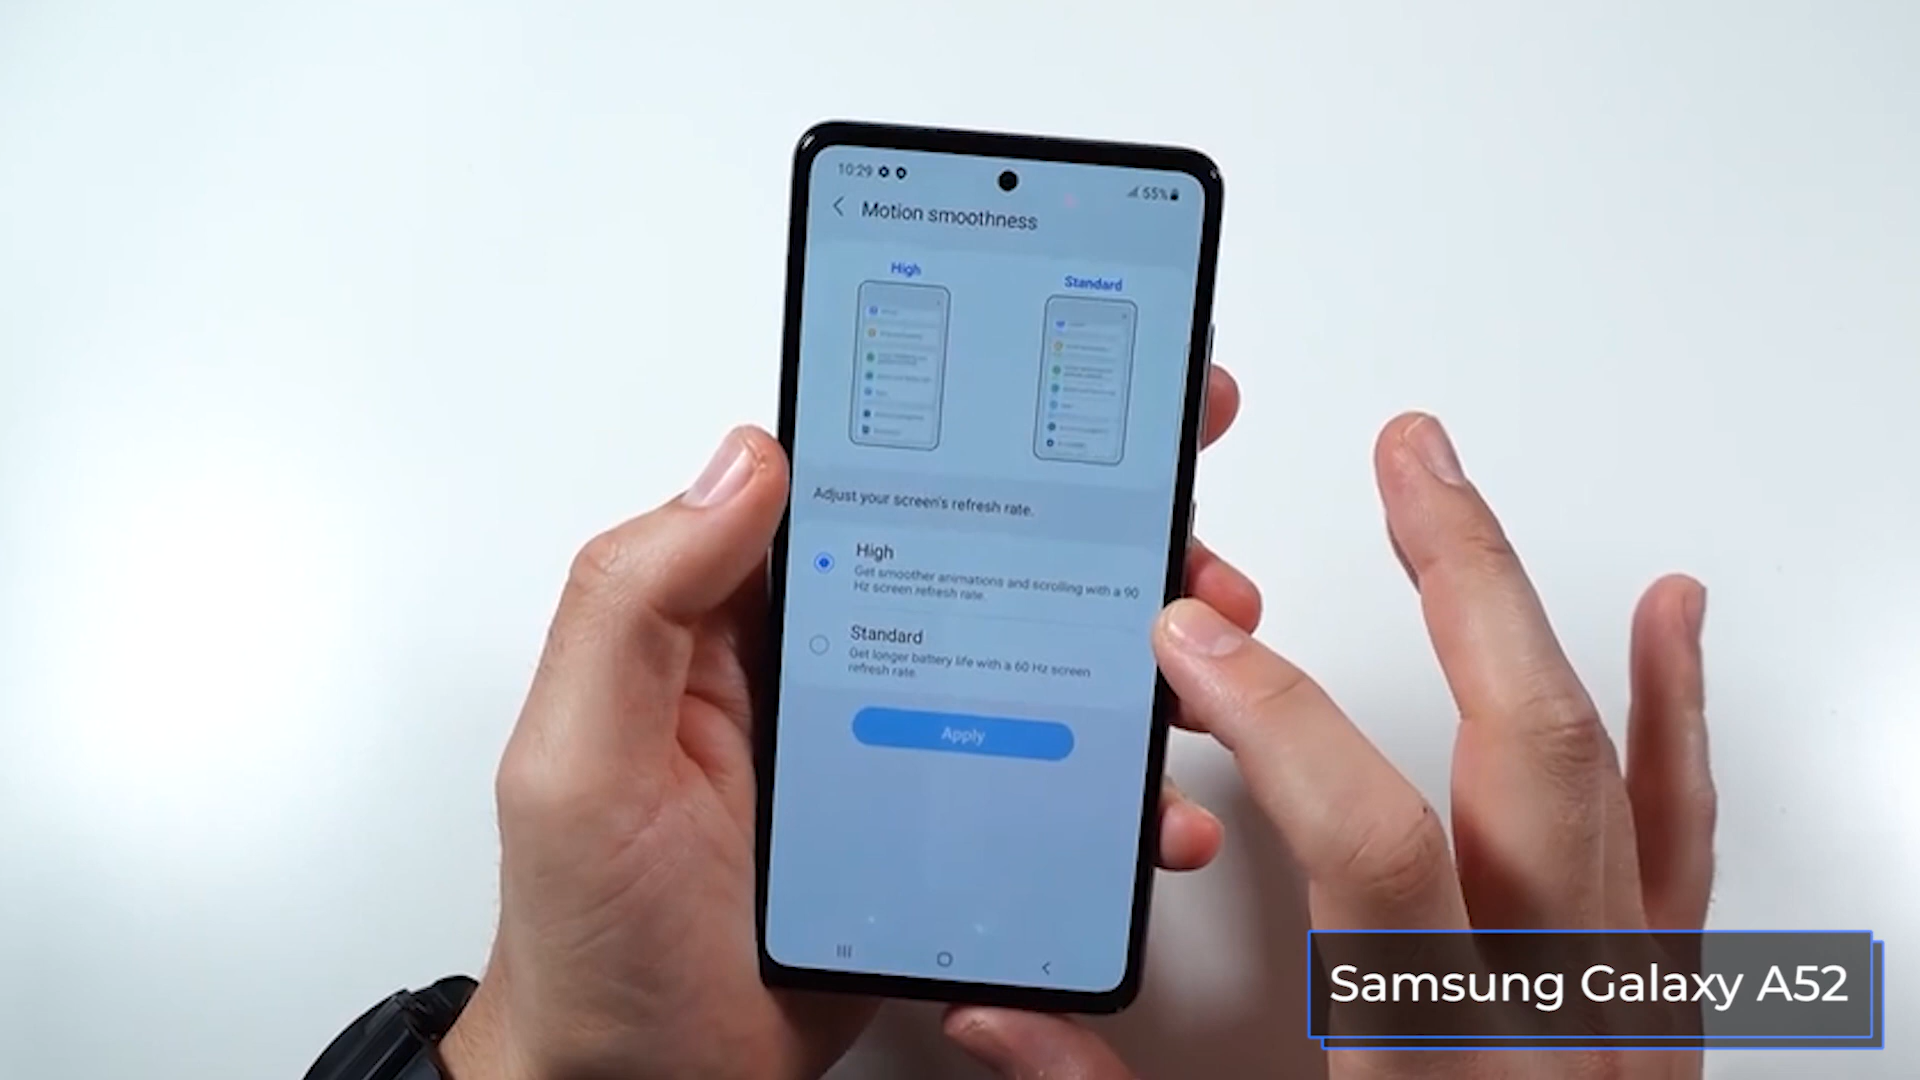 10:29
55%
Motion smoothness
High
Standard
Adjust your screen's refresh rate.
High
Get smoother animations and scrolling with a 90
Hz screen refresh rate.
Standard
Get longer battery life with a 60 Hz screen
refresh rate.
Apply
Samsung Galaxy A52